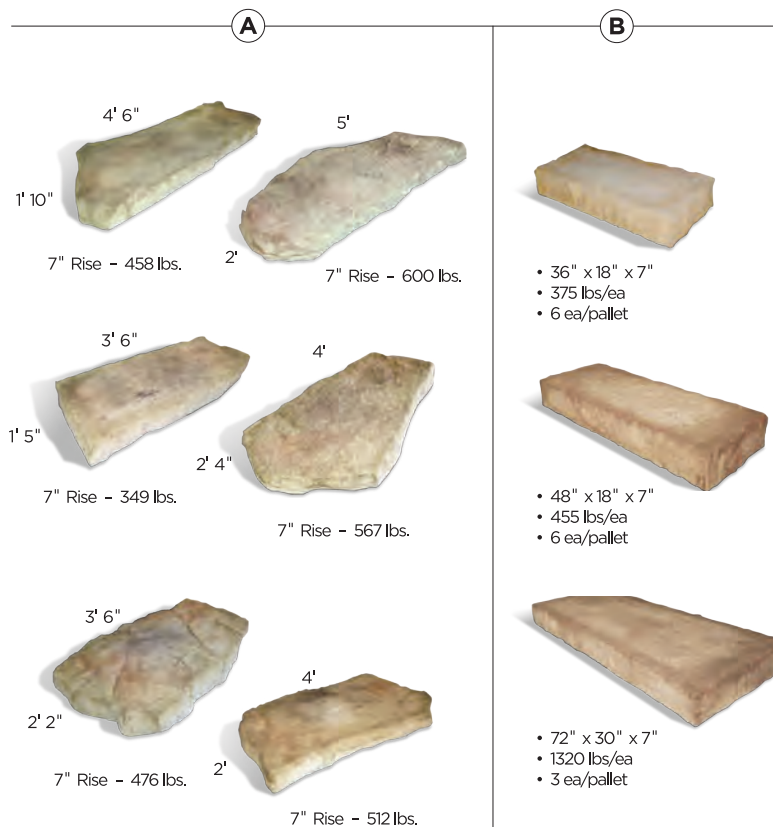 A
B
4' 6"
5'
1' 10"
2'
7" Rise – 458 lbs.
7" Rise – 600 lbs.
3' 6"
4'
1' 5"
2' 4"
7" Rise – 349 lbs.
7" Rise – 567 lbs.
3' 6"
4'
2' 2"
2'
7" Rise – 476 lbs.
7" Rise – 512 lbs.
• 36" x 18" x 7"
• 375 lbs/ea
• 6 ea/pallet
• 48" x 18" x 7"
• 455 lbs/ea
• 6 ea/pallet
• 72" x 30" x 7"
• 1320 lbs/ea
• 3 ea/pallet